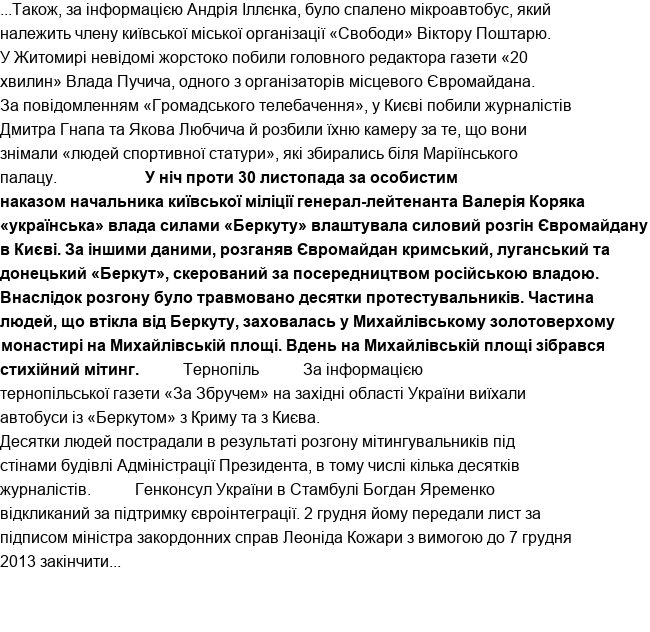 ...Також, за інформацією Андрія Іллєнка, було спалено мікроавтобус, який
належить члену київської міської організації «Свободи» Віктору Поштарю.
У Житомирі невідомі жорстоко побили головного редактора газети «20
хвилин» Влада Пучича, одного з організаторів місцевого Євромайдана.
За повідомленням «Громадського телебачення», у Києві побили журналістів
Дмитра Гнапа та Якова Любчича й розбили їхню камеру за те, що вони
знімали «людей спортивної статури», які збирались біля Маріїнського
палацу. У ніч проти 30 листопада за особистим
наказом начальника київської міліції генерал-лейтенанта Валерія Коряка
«українська» влада силами «Беркуту» влаштувала силовий розгін Євромайдану
в Києві. За іншими даними, розганяв Євромайдан кримський, луганський та
донецький «Беркут», скерований за посередництвом російською владою.
Внаслідок розгону було травмовано десятки протестувальників. Частина
людей, що втікла від Беркуту, заховалась у Михайлівському золотоверхому
монастирі на Михайлівській площі. Вдень на Михайлівській площі зібрався
стихійний мітинг. Тернопіль За інформацією
тернопільської газети «За Збручем» на західні області України виїхали
автобуси із «Беркутом» з Криму та з Києва.
Десятки людей пострадали в результаті розгону мітингувальників під
стінами будівлі Адміністрації Президента, в тому числі кілька десятків
журналістів. Генконсул України в Стамбулі Богдан Яременко
відкликаний за підтримку євроінтеграції. 2 грудня йому передали лист за
підписом міністра закордонних справ Леоніда Кожари з вимогою до 7 грудня
2013 закінчити...